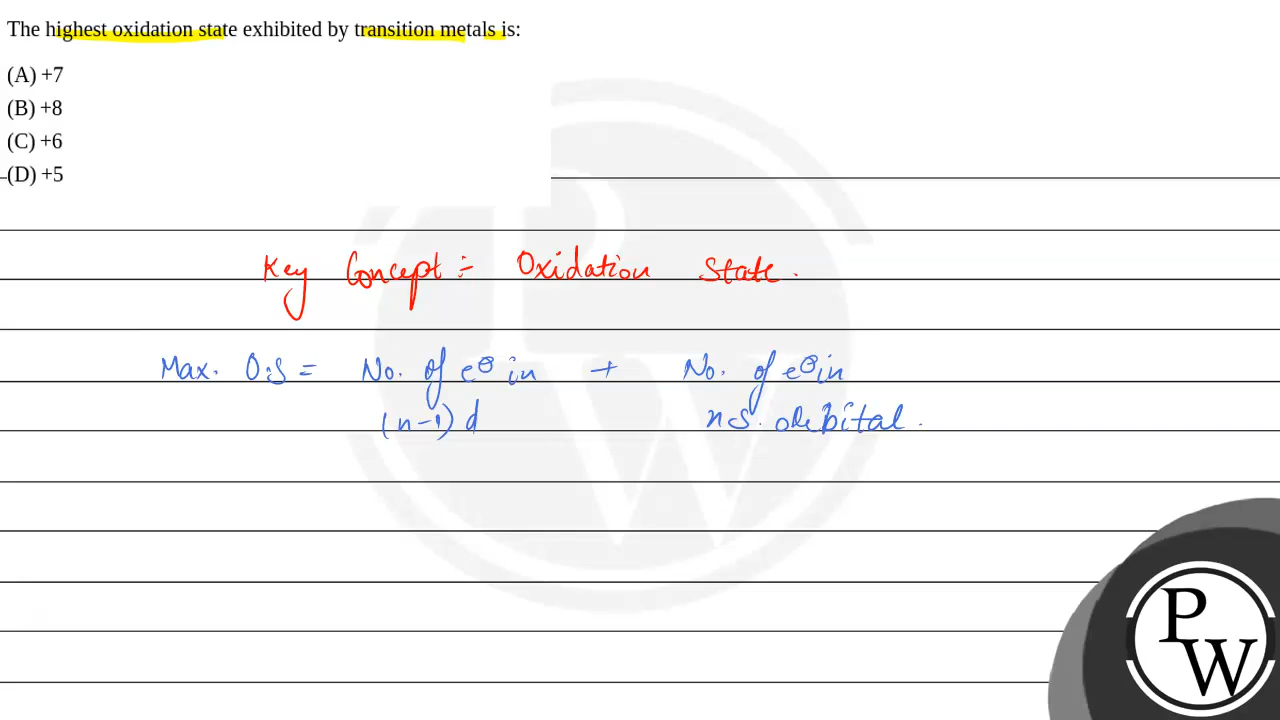 The highest oxidation state exhibited by transition metals is:
(A) +7
(B) +8
(C) +6
(D) +5
Key Concept :- Oxidation State.
Max. O.S = No. of e⊖ in + No. of e⊖ in
(n-1) d ns. orbital.
PW